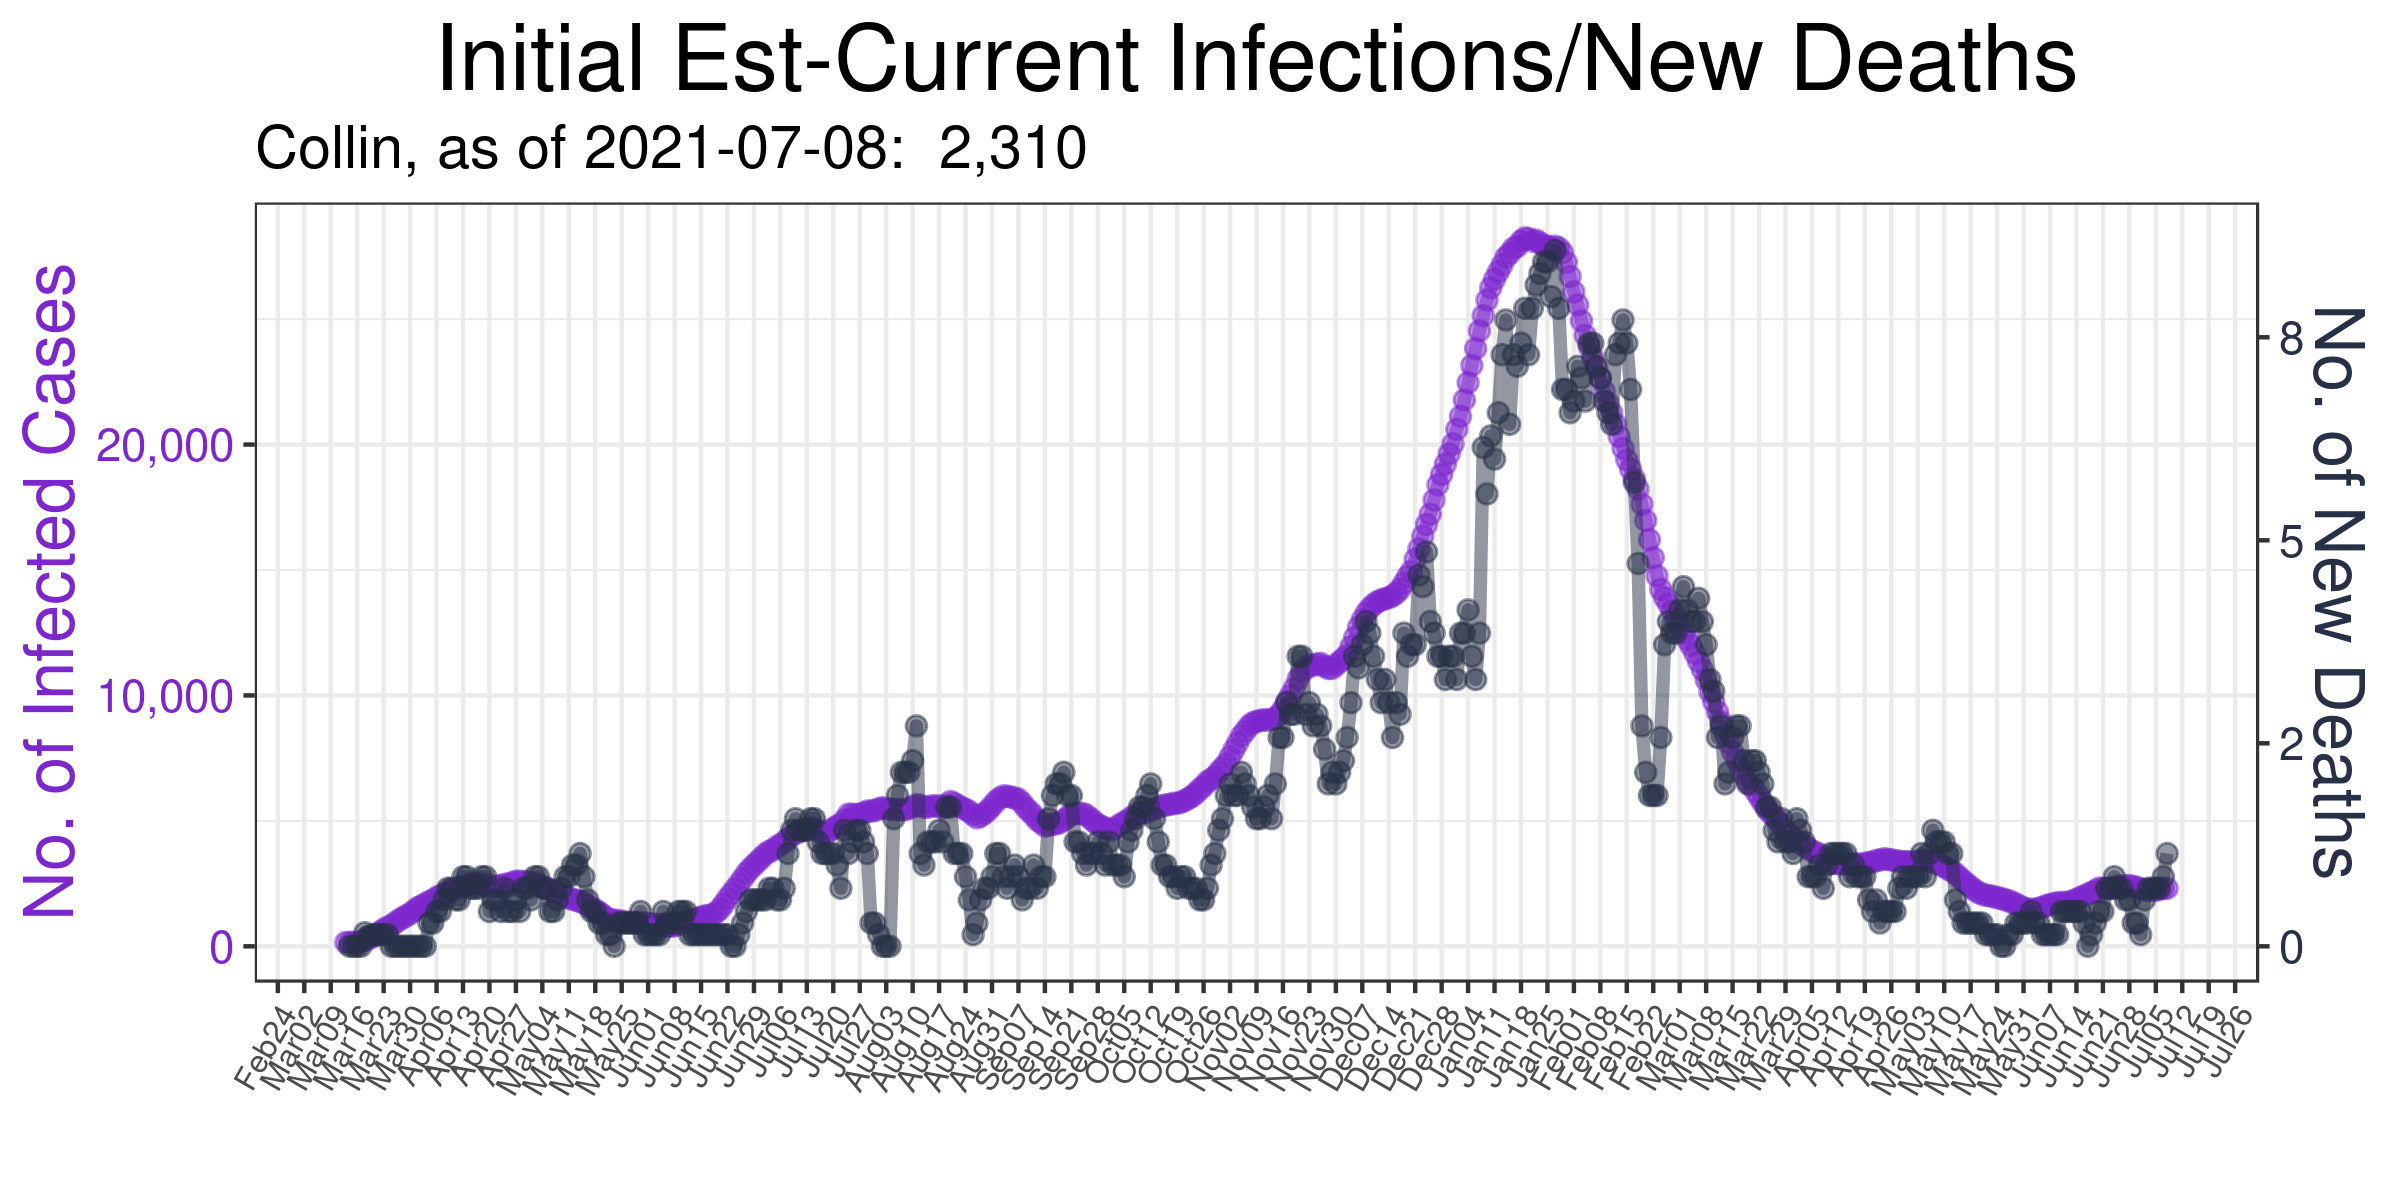 Initial Est-Current Infections/New Deaths
Collin, as of 2021-07-08:  2,310
No. of Infected Cases
20,000
10,000
0
8
5
2
0
No. of New Deaths
Feb24
Mar02
Mar09
Mar16
Mar23
Mar30
Apr06
Apr13
Apr20
Apr27
May04
May11
May18
May25
Jun01
Jun08
Jun15
Jun22
Jun29
Jul06
Jul13
Jul20
Jul27
Aug03
Aug10
Aug17
Aug24
Aug31
Sep07
Sep14
Sep21
Sep28
Oct05
Oct12
Oct19
Oct26
Nov02
Nov09
Nov16
Nov23
Nov30
Dec07
Dec14
Dec21
Dec28
Jan04
Jan11
Jan18
Jan25
Feb01
Feb08
Feb15
Feb22
Mar01
Mar08
Mar15
Mar22
Mar29
Apr05
Apr12
Apr19
Apr26
May03
May10
May17
May24
May31
Jun07
Jun14
Jun21
Jun28
Jul05
Jul12
Jul19
Jul26